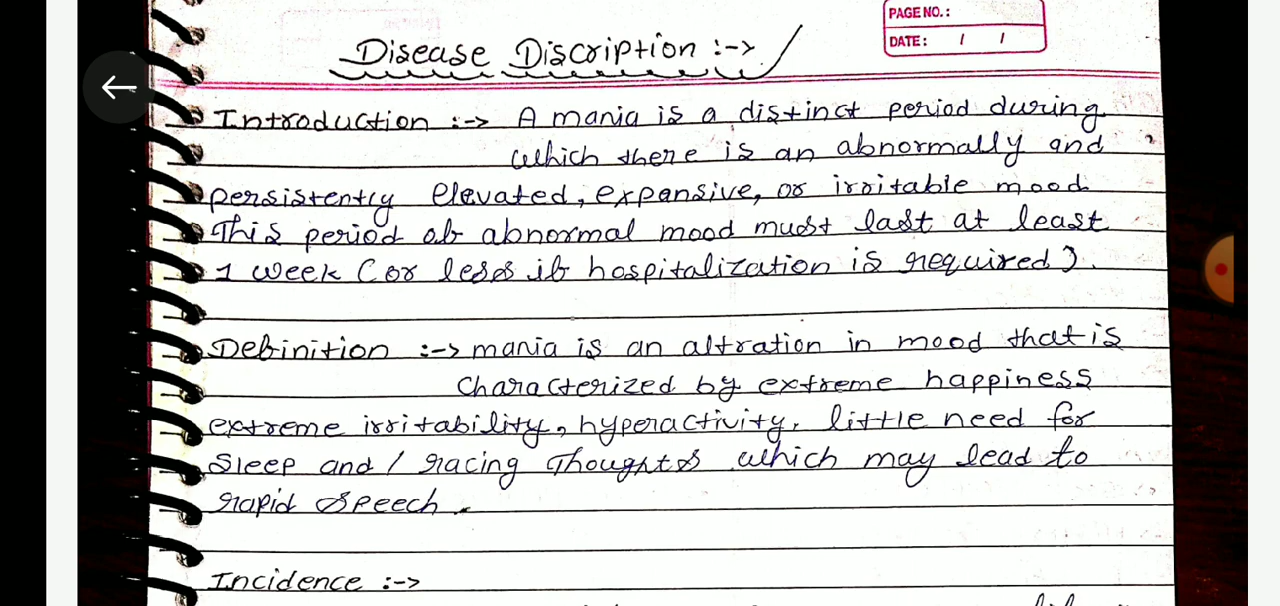 PAGE NO.:
DATE: / /
Disease Discription :->
Introduction :-> A mania is a distinct period during
which there is an abnormally and
persistently elevated, expansive, or irritable mood
This period of abnormal mood must last at least
1 week (or less if hospitalization is required).
Definition :-> mania is an altration in mood that is
characterized by extreme happiness
extreme irritability, hyperactivity, little need for
sleep and / racing thoughts which may lead to
rapid speech.
Incidence :->